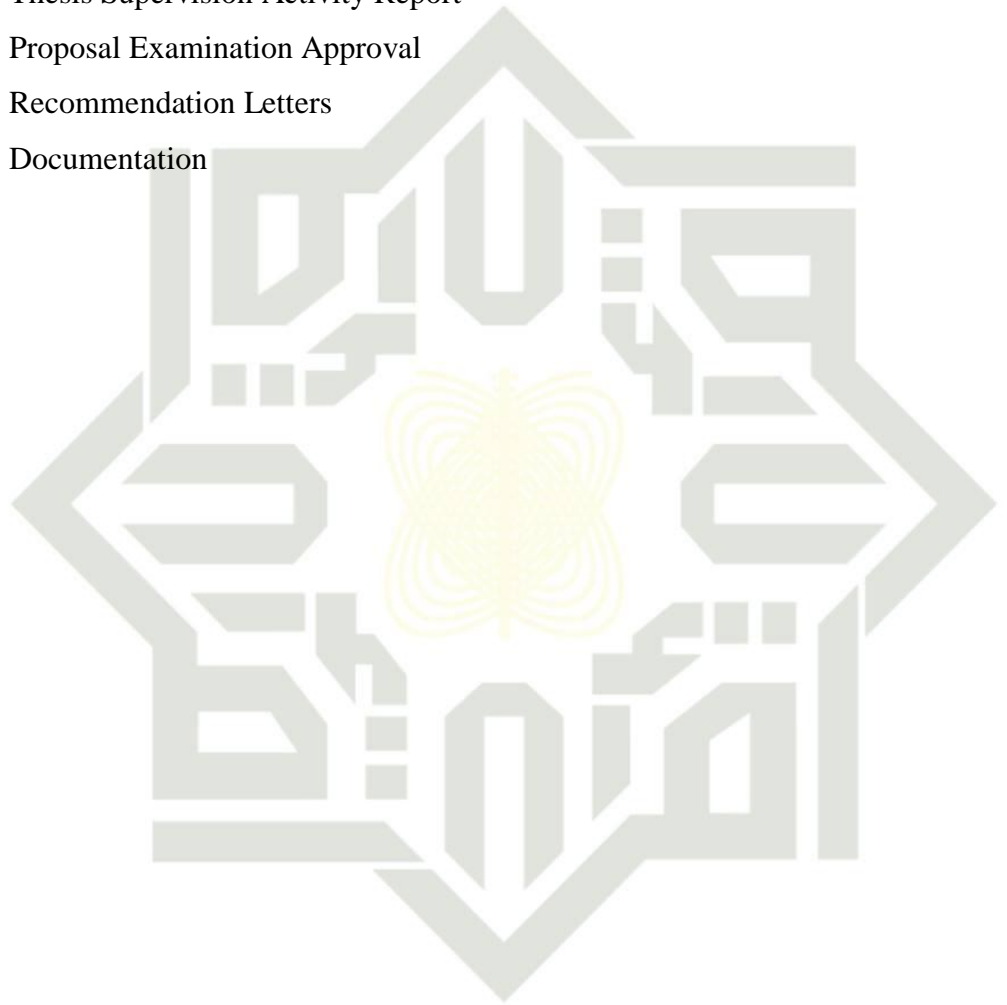 Thesis Supervision Activity Report
Proposal Examination Approval
Recommendation Letters
Documentation